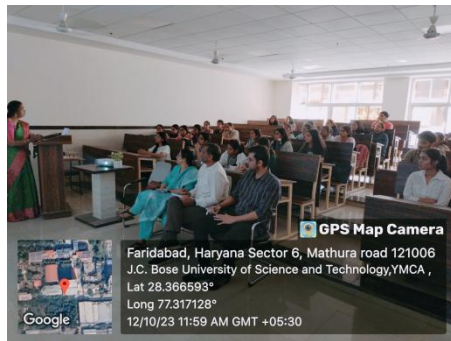 GPS Map Camera
Faridabad, Haryana Sector 6, Mathura road 121006
J.C. Bose University of Science and Technology,YMCA ,
Lat 28.366593°
Long 77.317128°
12/10/23 11:59 AM GMT +05:30
Google